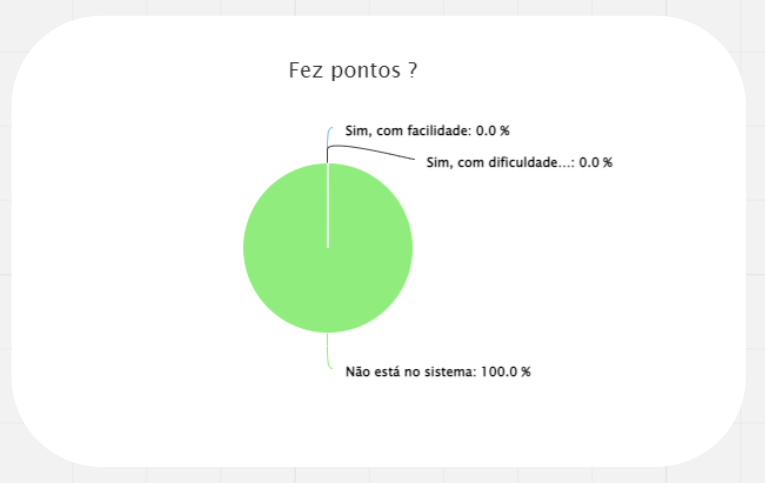 Fez pontos ?
Sim, com facilidade: 0.0 %
Sim, com dificuldade...: 0.0 %
Não está no sistema: 100.0 %